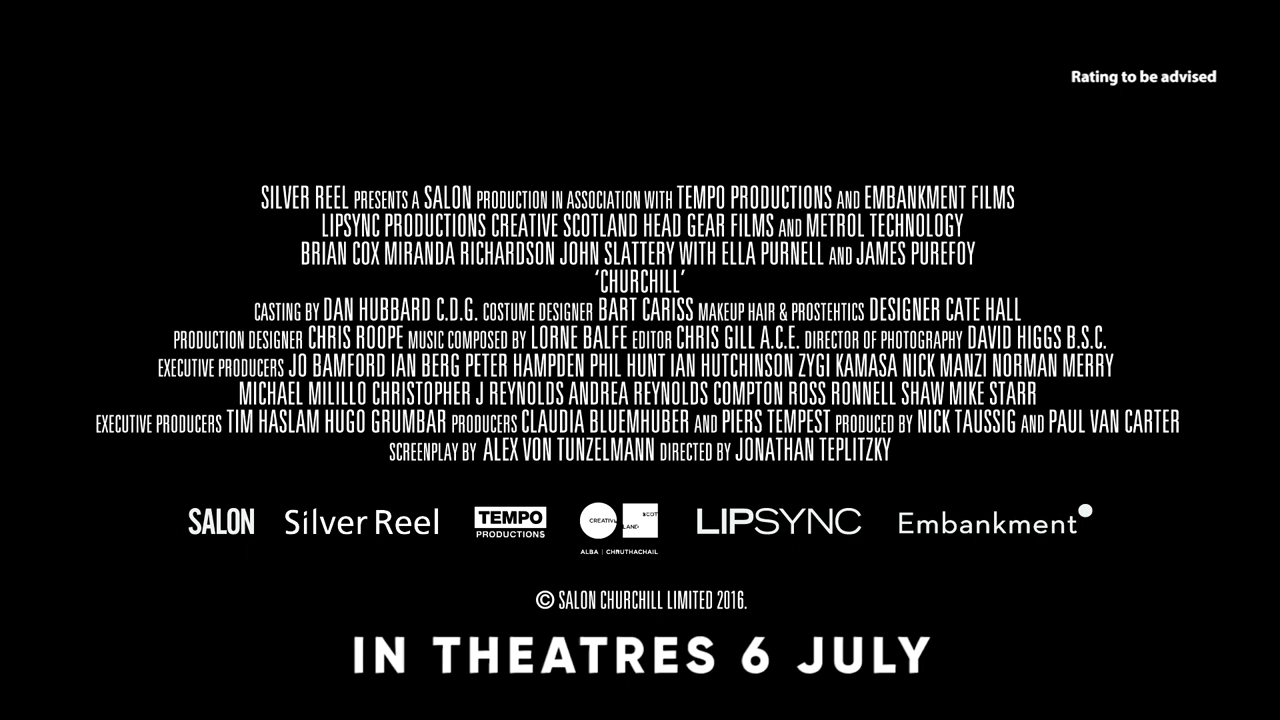 Rating to be advised
SILVER REEL PRESENTS A SALON PRODUCTION IN ASSOCIATION WITH TEMPO PRODUCTIONS AND EMBANKMENT FILMS
LIPSYNC PRODUCTIONS CREATIVE SCOTLAND HEAD GEAR FILMS AND METROL TECHNOLOGY
BRIAN COX MIRANDA RICHARDSON JOHN SLATTERY WITH ELLA PURNELL AND JAMES PUREFOY
‘CHURCHILL’
CASTING BY DAN HUBBARD C.D.G. COSTUME DESIGNER BART CARISS MAKEUP HAIR & PROSTEHTICS DESIGNER CATE HALL
PRODUCTION DESIGNER CHRIS ROOPE MUSIC COMPOSED BY LORNE BALFE EDITOR CHRIS GILL A.C.E. DIRECTOR OF PHOTOGRAPHY DAVID HIGGS B.S.C.
EXECUTIVE PRODUCERS JO BAMFORD IAN BERG PETER HAMPDEN PHIL HUNT IAN HUTCHINSON ZYGI KAMASA NICK MANZI NORMAN MERRY
MICHAEL MILILLO CHRISTOPHER J REYNOLDS ANDREA REYNOLDS COMPTON ROSS RONNELL SHAW MIKE STARR
EXECUTIVE PRODUCERS TIM HASLAM HUGO GRUMBAR PRODUCERS CLAUDIA BLUEMHUBER AND PIERS TEMPEST PRODUCED BY NICK TAUSSIG AND PAUL VAN CARTER
SCREENPLAY BY ALEX VON TUNZELMANN DIRECTED BY JONATHAN TEPLITZKY
SALON Silver Reel TEMPO PRODUCTIONS CREATIVE SCOTLAND ALBA | CHRUTHACHAIL LIPSYNC Embankment
© SALON CHURCHILL LIMITED 2016.
IN THEATRES 6 JULY